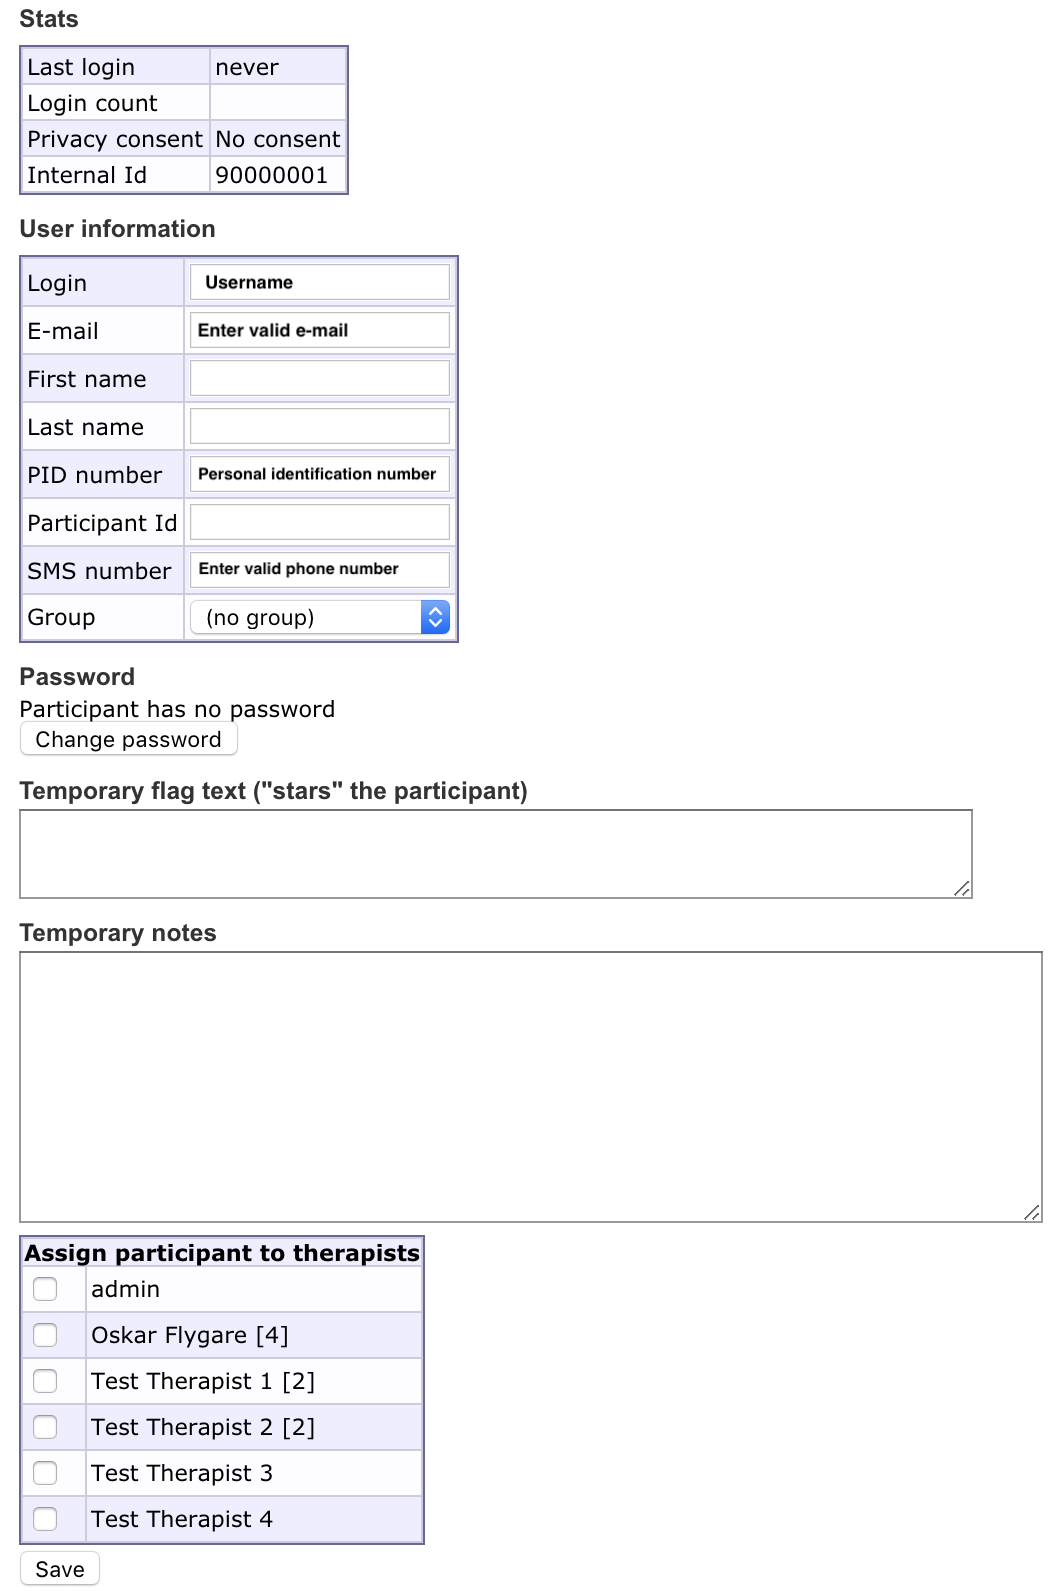 Stats
Last login never
Login count
Privacy consent No consent
Internal Id 90000001
User information
Login Username
E-mail Enter valid e-mail
First name
Last name
PID number Personal identification number
Participant Id
SMS number Enter valid phone number
Group (no group)
Password
Participant has no password
Change password
Temporary flag text ("stars" the participant)
Temporary notes
Assign participant to therapists
admin
Oskar Flygare [4]
Test Therapist 1 [2]
Test Therapist 2 [2]
Test Therapist 3
Test Therapist 4
Save